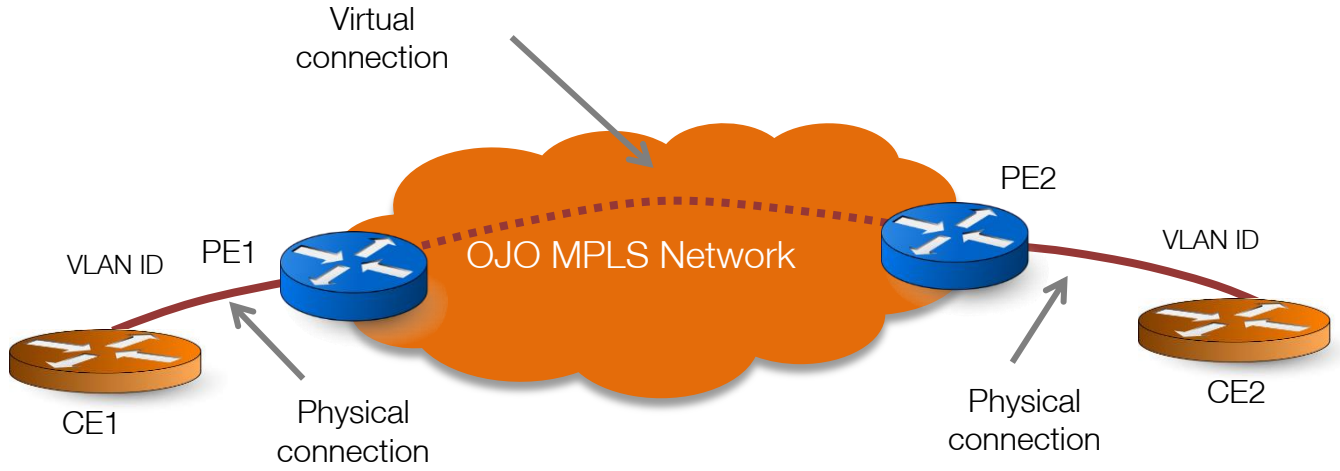 Virtual
connection
PE2
PE1
OJO MPLS Network
VLAN ID
VLAN ID
CE1
Physical
connection
Physical
connection
CE2